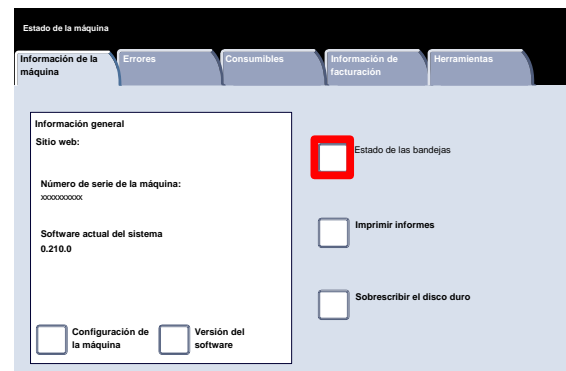 Estado de la máquina
Información de la
máquina
Errores
Consumibles
Información de
facturación
Herramientas
Información general
Sitio web:
Número de serie de la máquina:
xxxxxxxxxx
Software actual del sistema
0.210.0
Configuración de
la máquina
Versión del
software
Estado de las bandejas
Imprimir informes
Sobrescribir el disco duro